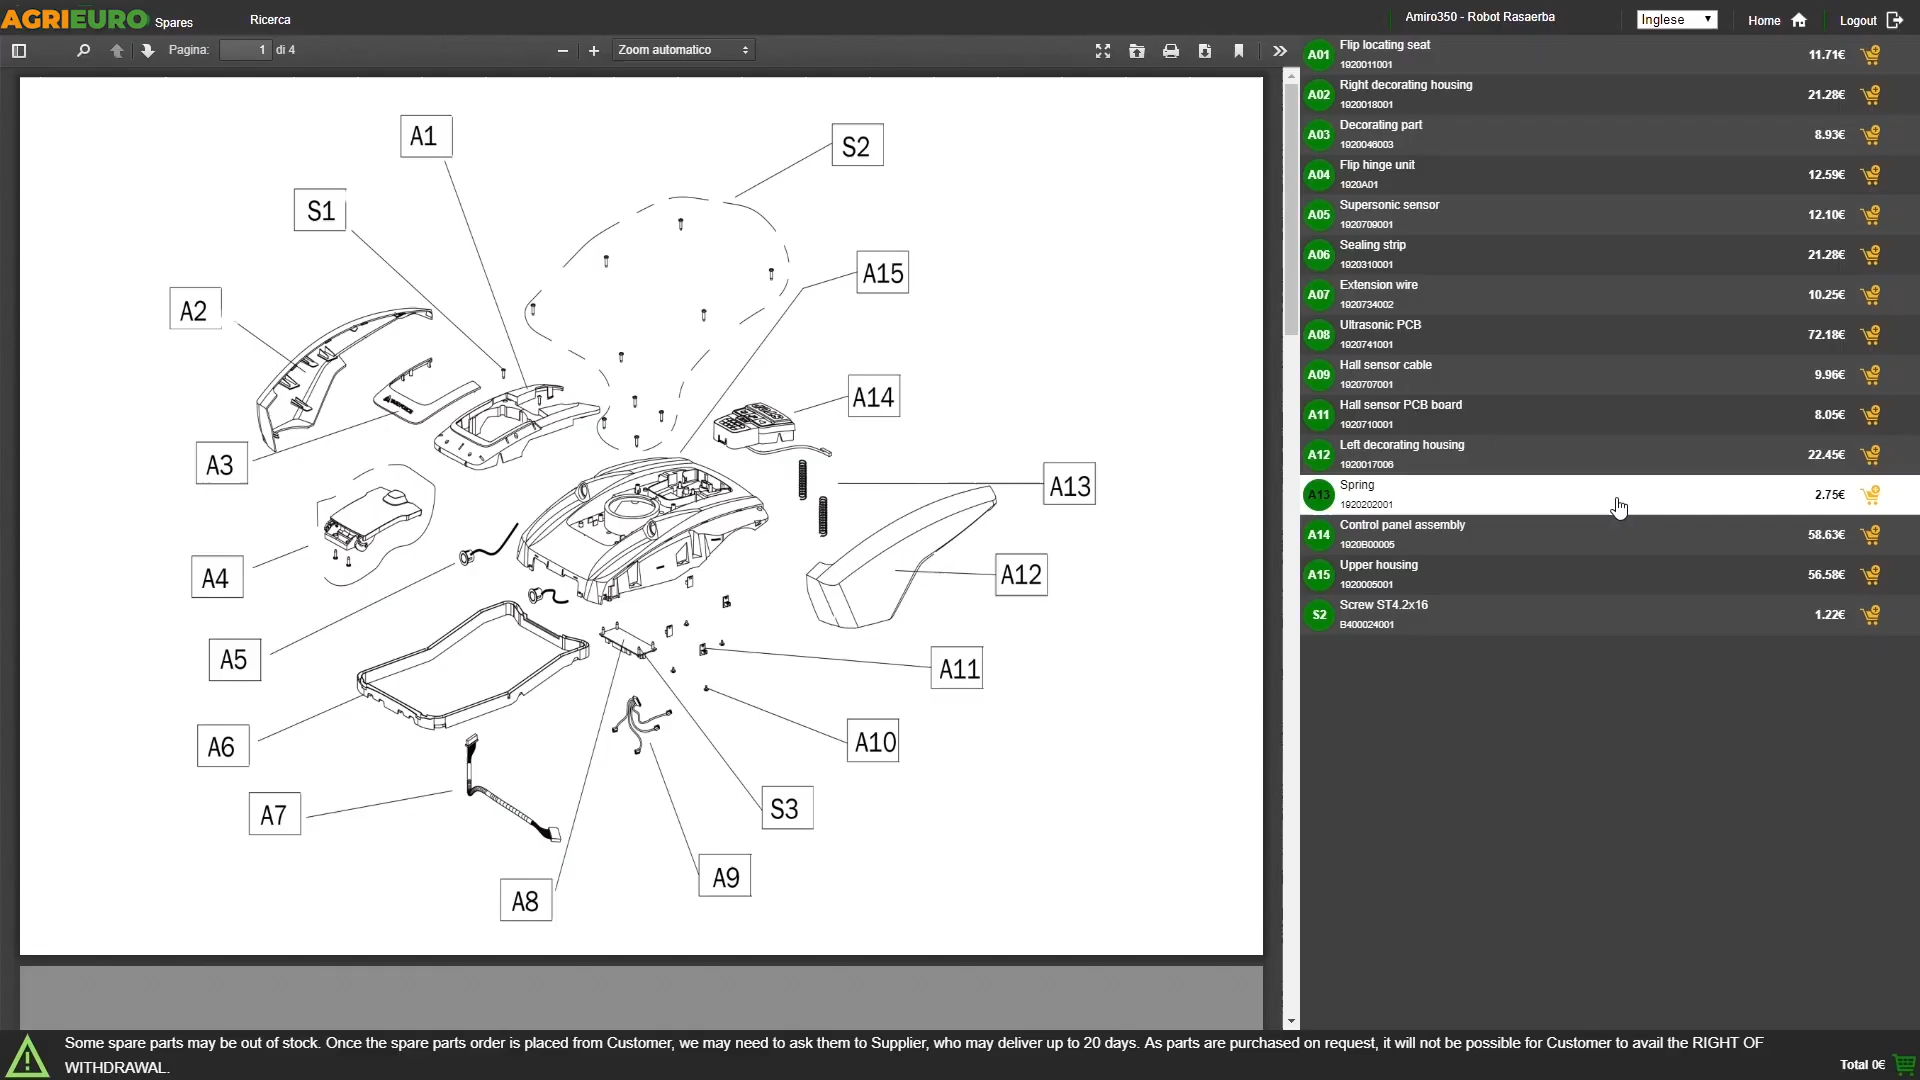 AGRIEURO Spares
Ricerca
Amiro350 - Robot Rasaerba
Inglese
Home
Logout
Pagina: 1 di 4
Zoom automatico
A1
S2
S1
A15
A2
A14
A3
A13
A4
A12
A5
A11
A6
A10
A7
S3
A9
A8
A01 Flip locating seat 11.71€
1920011001
A02 Right decorating housing 21.28€
1920018001
A03 Decorating part 8.93€
1920046003
A04 Flip hinge unit 12.59€
1920A01
A05 Supersonic sensor 12.10€
1920709001
A06 Sealing strip 21.28€
1920310001
A07 Extension wire 10.25€
1920734002
A08 Ultrasonic PCB 72.18€
1920741001
A09 Hall sensor cable 9.96€
1920707001
A11 Hall sensor PCB board 8.05€
1920710001
A12 Left decorating housing 22.45€
1920017006
A13 Spring 2.75€
1920202001
A14 Control panel assembly 58.63€
1920B00005
A15 Upper housing 56.58€
1920005001
S2 Screw ST4.2x16 1.22€
B400024001
Some spare parts may be out of stock. Once the spare parts order is placed from Customer, we may need to ask them to Supplier, who may deliver up to 20 days. As parts are purchased on request, it will not be possible for Customer to avail the RIGHT OF
WITHDRAWAL.
Total 0€